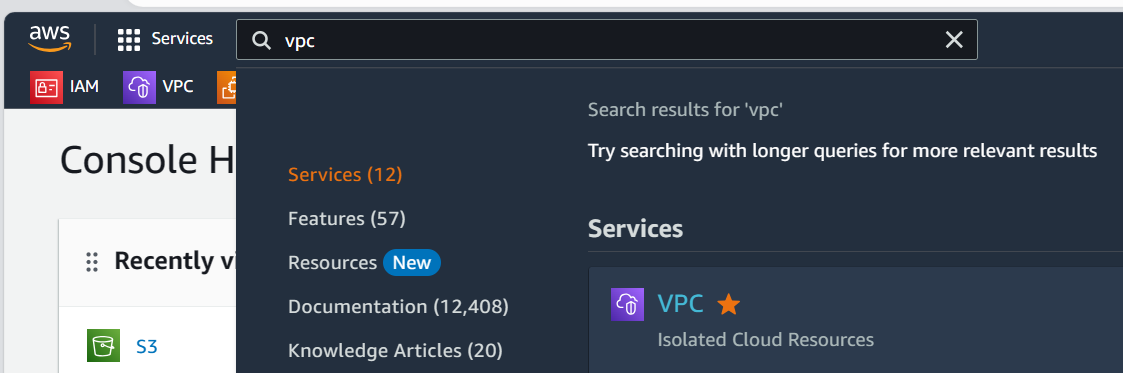 aws
Services
vpc
IAM
VPC
Console H
Recently vi
S3
Services (12)
Features (57)
Resources New
Documentation (12,408)
Knowledge Articles (20)
Search results for 'vpc'
Try searching with longer queries for more relevant results
Services
VPC
Isolated Cloud Resources